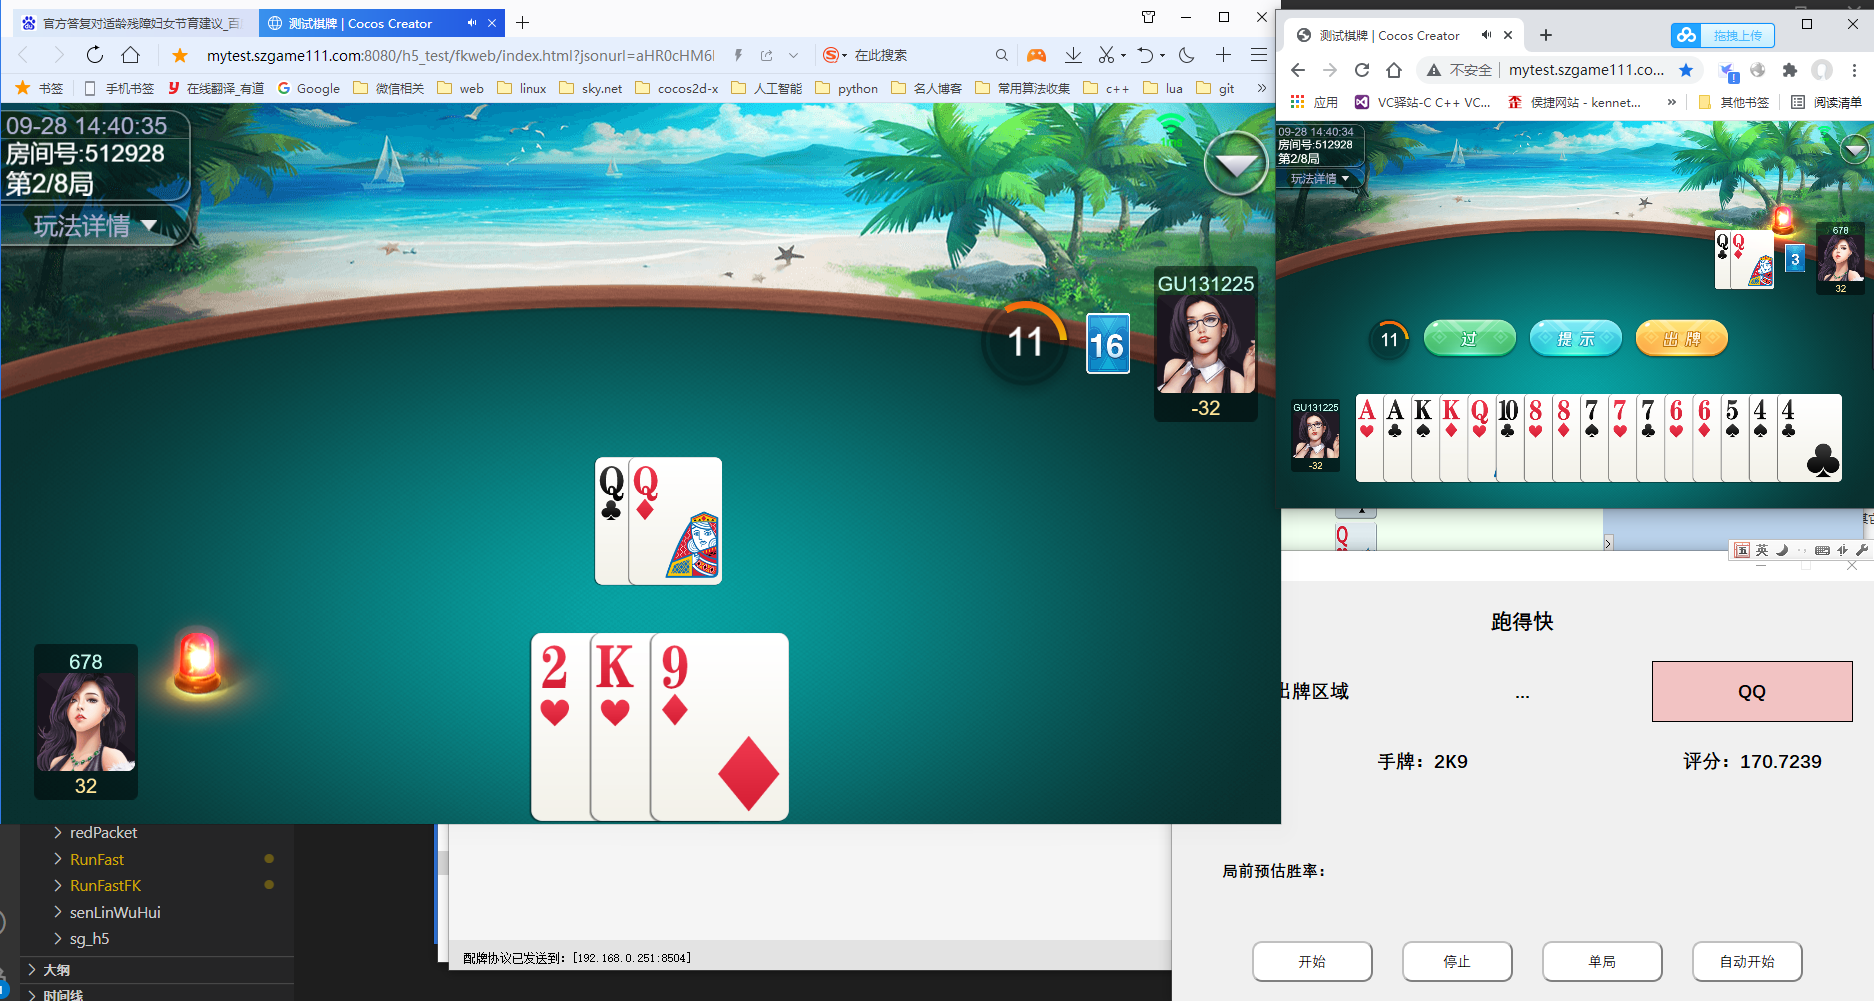 官方答复对适龄残障妇女节育建议_百
测试棋牌 | Cocos Creator
mytest.szgame111.com:8080/h5_test/fkweb/index.html?jsonurl=aHR0cHM6
在此搜索
书签
手机书签
在线翻译_有道
Google
微信相关
web
linux
sky.net
cocos2d-x
人工智能
python
名人博客
常用算法收集
c++
lua
git
09-28 14:40:35
房间号:512928
第2/8局
玩法详情
11
16
GU131225
-32
Q
Q
678
32
2
K
9
测试棋牌 | Cocos Creator
拖拽上传
不安全
mytest.szgame111.co...
应用
VC驿站-C C++ VC...
侯捷网站 - kennet...
其他书签
阅读清单
09-28 14:40:34
房间号:512928
第2/8局
玩法详情
678
Q
Q
3
32
11
过
提示
出牌
GU131225
-32
A
A
K
K
Q
10
8
8
7
7
7
6
6
5
4
4
Q
五
英
跑得快
出牌区域
...
QQ
手牌：2K9
评分：170.7239
局前预估胜率：
开始
停止
单局
自动开始
redPacket
RunFast
RunFastFK
senLinWuHui
sg_h5
大纲
时间线
配牌协议已发送到：[192.168.0.251:8504]